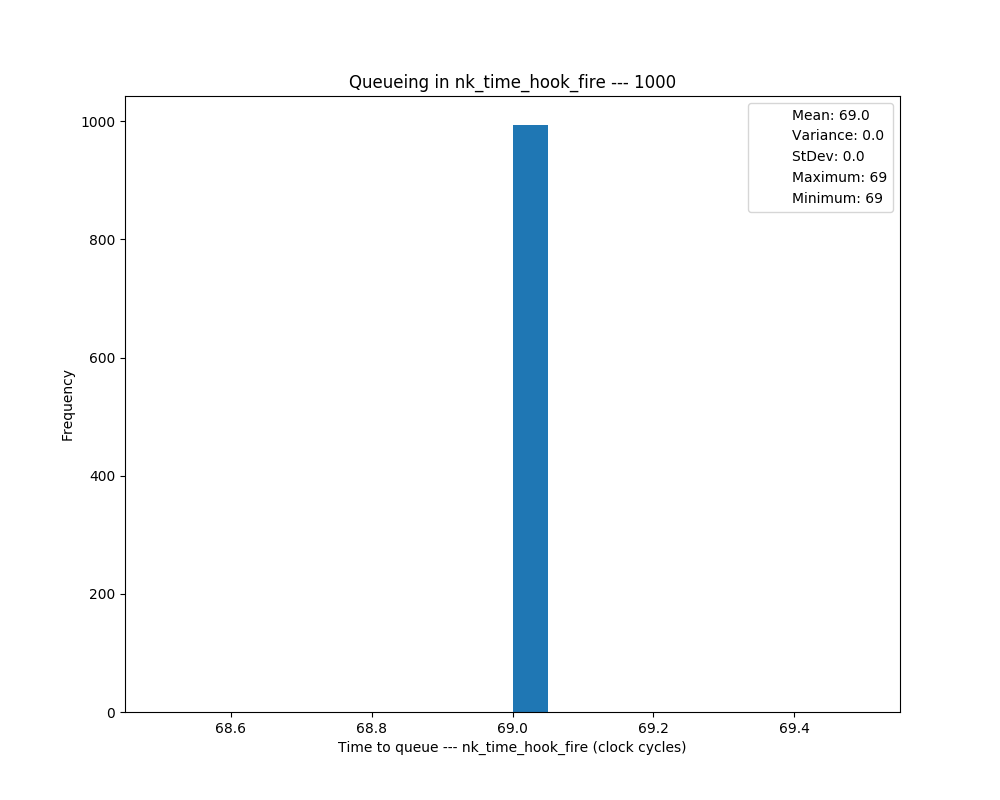 Queueing in nk_time_hook_fire --- 1000
Mean: 69.0
Variance: 0.0
StDev: 0.0
Maximum: 69
Minimum: 69
1000
800
600
400
200
0
Frequency
68.6
68.8
69.0
69.2
69.4
Time to queue --- nk_time_hook_fire (clock cycles)